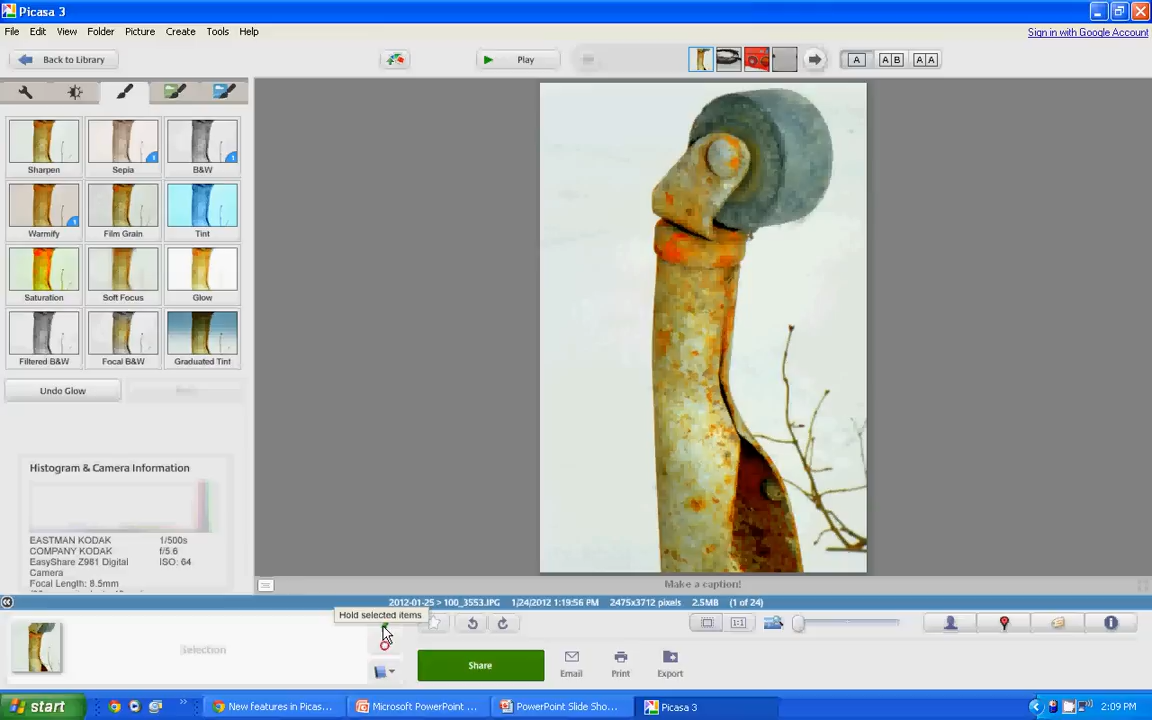 Picasa 3
File Edit View Folder Picture Create Tools Help
Sign in with Google Account
Back to Library
Play
A
A B
A A
Sharpen
Sepia
B&W
Warmify
Film Grain
Tint
Saturation
Soft Focus
Glow
Filtered B&W
Focal B&W
Graduated Tint
Undo Glow
Histogram & Camera Information
EASTMAN KODAK 1/500s
COMPANY KODAK f/5.6
EasyShare Z981 Digital ISO: 64
Camera
Focal Length: 8.5mm
Make a caption!
2012-01-25 > 100_3553.JPG 1/24/2012 1:19:56 PM 2475x3712 pixels 2.5MB (1 of 24)
Hold selected items
1:1
Selection
Share
Email
Print
Export
start
New features in Picas...
Microsoft PowerPoint ...
PowerPoint Slide Sho...
Picasa 3
2:09 PM